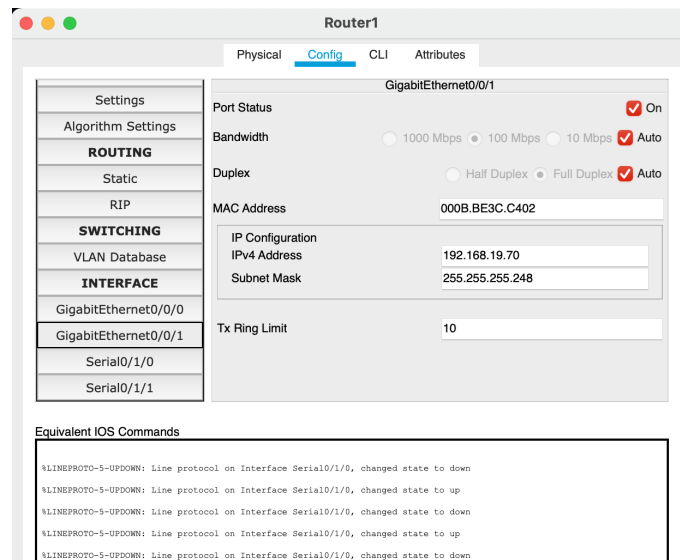 Router1
Physical Config CLI Attributes
GigabitEthernet0/0/1
Settings
Algorithm Settings
ROUTING
Static
RIP
SWITCHING
VLAN Database
INTERFACE
GigabitEthernet0/0/0
GigabitEthernet0/0/1
Serial0/1/0
Serial0/1/1
Port Status On
Bandwidth 1000 Mbps 100 Mbps 10 Mbps Auto
Duplex Half Duplex Full Duplex Auto
MAC Address 000B.BE3C.C402
IP Configuration
IPv4 Address 192.168.19.70
Subnet Mask 255.255.255.248
Tx Ring Limit 10
Equivalent IOS Commands
%LINEPROTO-5-UPDOWN: Line protocol on Interface Serial0/1/0, changed state to down
%LINEPROTO-5-UPDOWN: Line protocol on Interface Serial0/1/0, changed state to up
%LINEPROTO-5-UPDOWN: Line protocol on Interface Serial0/1/0, changed state to down
%LINEPROTO-5-UPDOWN: Line protocol on Interface Serial0/1/0, changed state to up
%LINEPROTO-5-UPDOWN: Line protocol on Interface Serial0/1/0, changed state to down